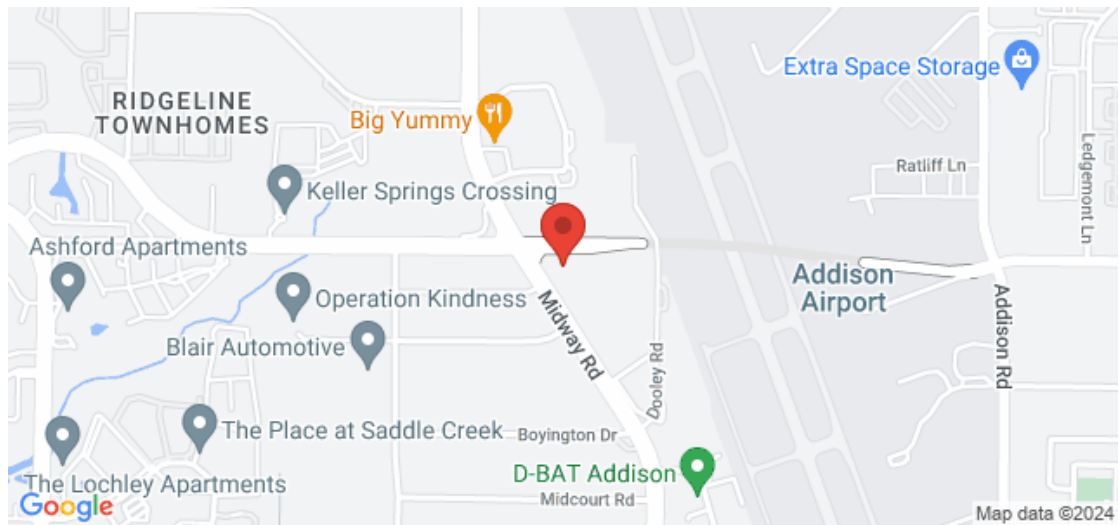 Extra Space Storage
RIDGELINE
TOWNHOMES
Big Yummy
Ledgemont Ln
Ratliff Ln
Keller Springs Crossing
Ashford Apartments
Addison
Airport
Operation Kindness
Midway Rd
Addison Rd
Blair Automotive
Dooley Rd
The Place at Saddle Creek
Boyington Dr
D-BAT Addison
The Lochley Apartments
Midcourt Rd
Google
Map data ©2024